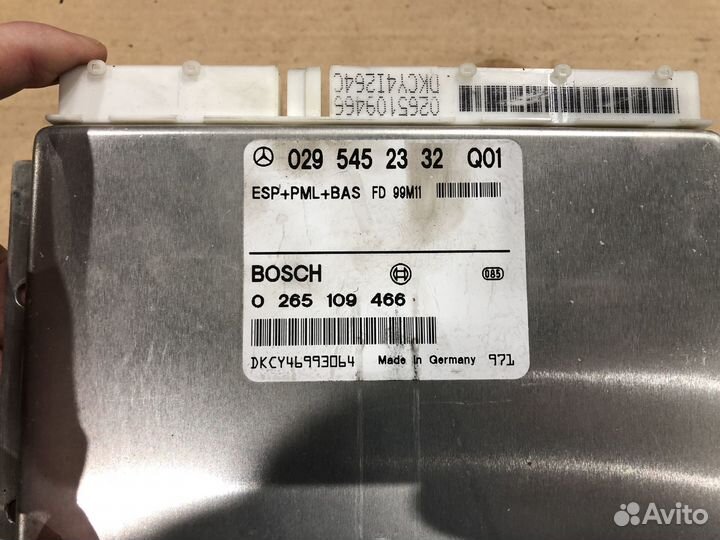 0265109466
DKCY41264C
029 545 23 32 Q01
ESP+PML+BAS FD 99M11
BOSCH
085
0 265 109 466
DKCY46993064 Made in Germany 971
Avito